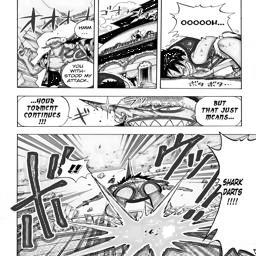 OOOOOH...
HMM.
YOU WITH-
STOOD MY
ATTACK.
BUT THAT JUST
MEANS...
...YOUR
TORMENT
CONTINUES
!!!
!!
SHARK
DARTS
!!!!